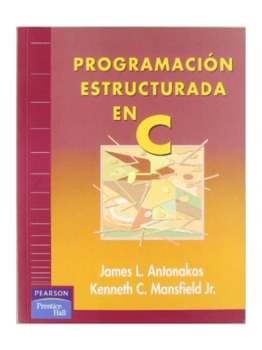 PROGRAMACIÓN
ESTRUCTURADA
EN
C
James L. Antonakos
Kenneth C. Mansfield Jr.
PEARSON
Prentice
Hall